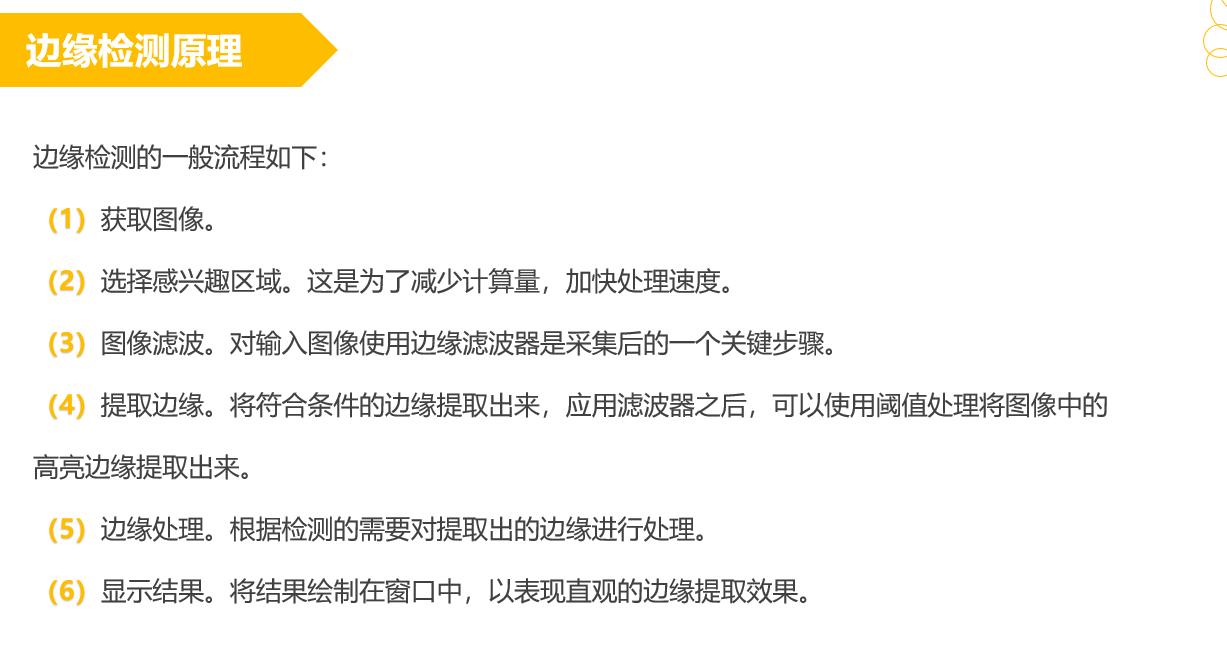 边缘检测原理
边缘检测的一般流程如下：
（1）获取图像。
（2）选择感兴趣区域。这是为了减少计算量，加快处理速度。
（3）图像滤波。对输入图像使用边缘滤波器是采集后的一个关键步骤。
（4）提取边缘。将符合条件的边缘提取出来，应用滤波器之后，可以使用阈值处理将图像中的
高亮边缘提取出来。
（5）边缘处理。根据检测的需要对提取出的边缘进行处理。
（6）显示结果。将结果绘制在窗口中，以表现直观的边缘提取效果。